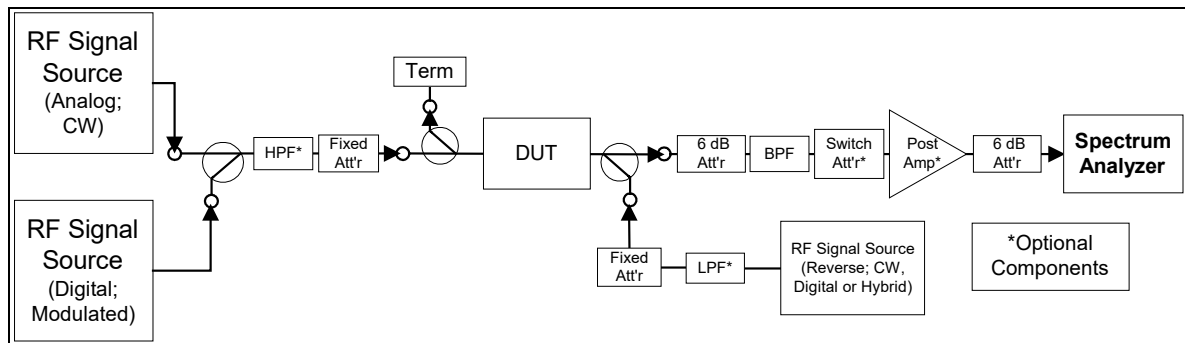 RF Signal
Source
(Analog;
CW)
RF Signal
Source
(Digital;
Modulated)
HPF*
Fixed
Att'r
Term
DUT
6 dB
Att'r
BPF
Switch
Att'r*
Post
Amp*
6 dB
Att'r
Spectrum
Analyzer
Fixed
Att'r
LPF*
RF Signal Source
(Reverse; CW,
Digital or Hybrid)
*Optional
Components